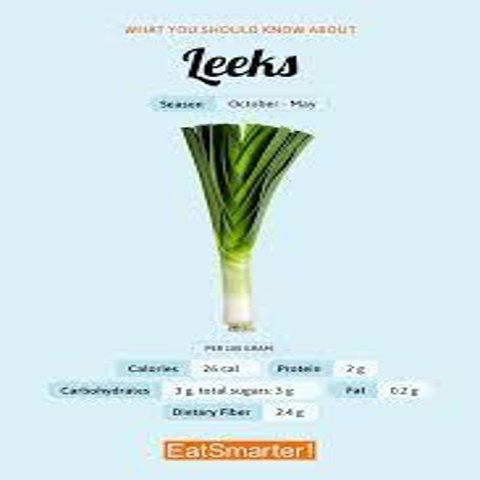 WHAT YOU SHOULD KNOW ABOUT
Leeks
Season October - May
PER 100 GRAM
Calories 26 cal Protein 2 g
Carbohydrates 3 g, total sugars: 3 g Fat 0.2 g
Dietary Fiber 2.4 g
EatSmarter!